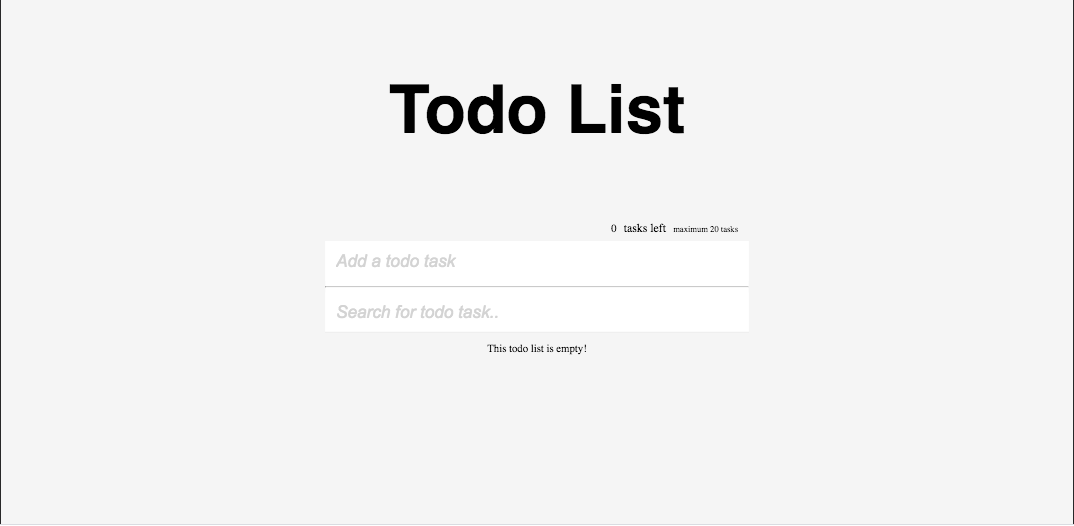 Todo List
0 tasks left maximum 20 tasks
Add a todo task
Search for todo task..
This todo list is empty!